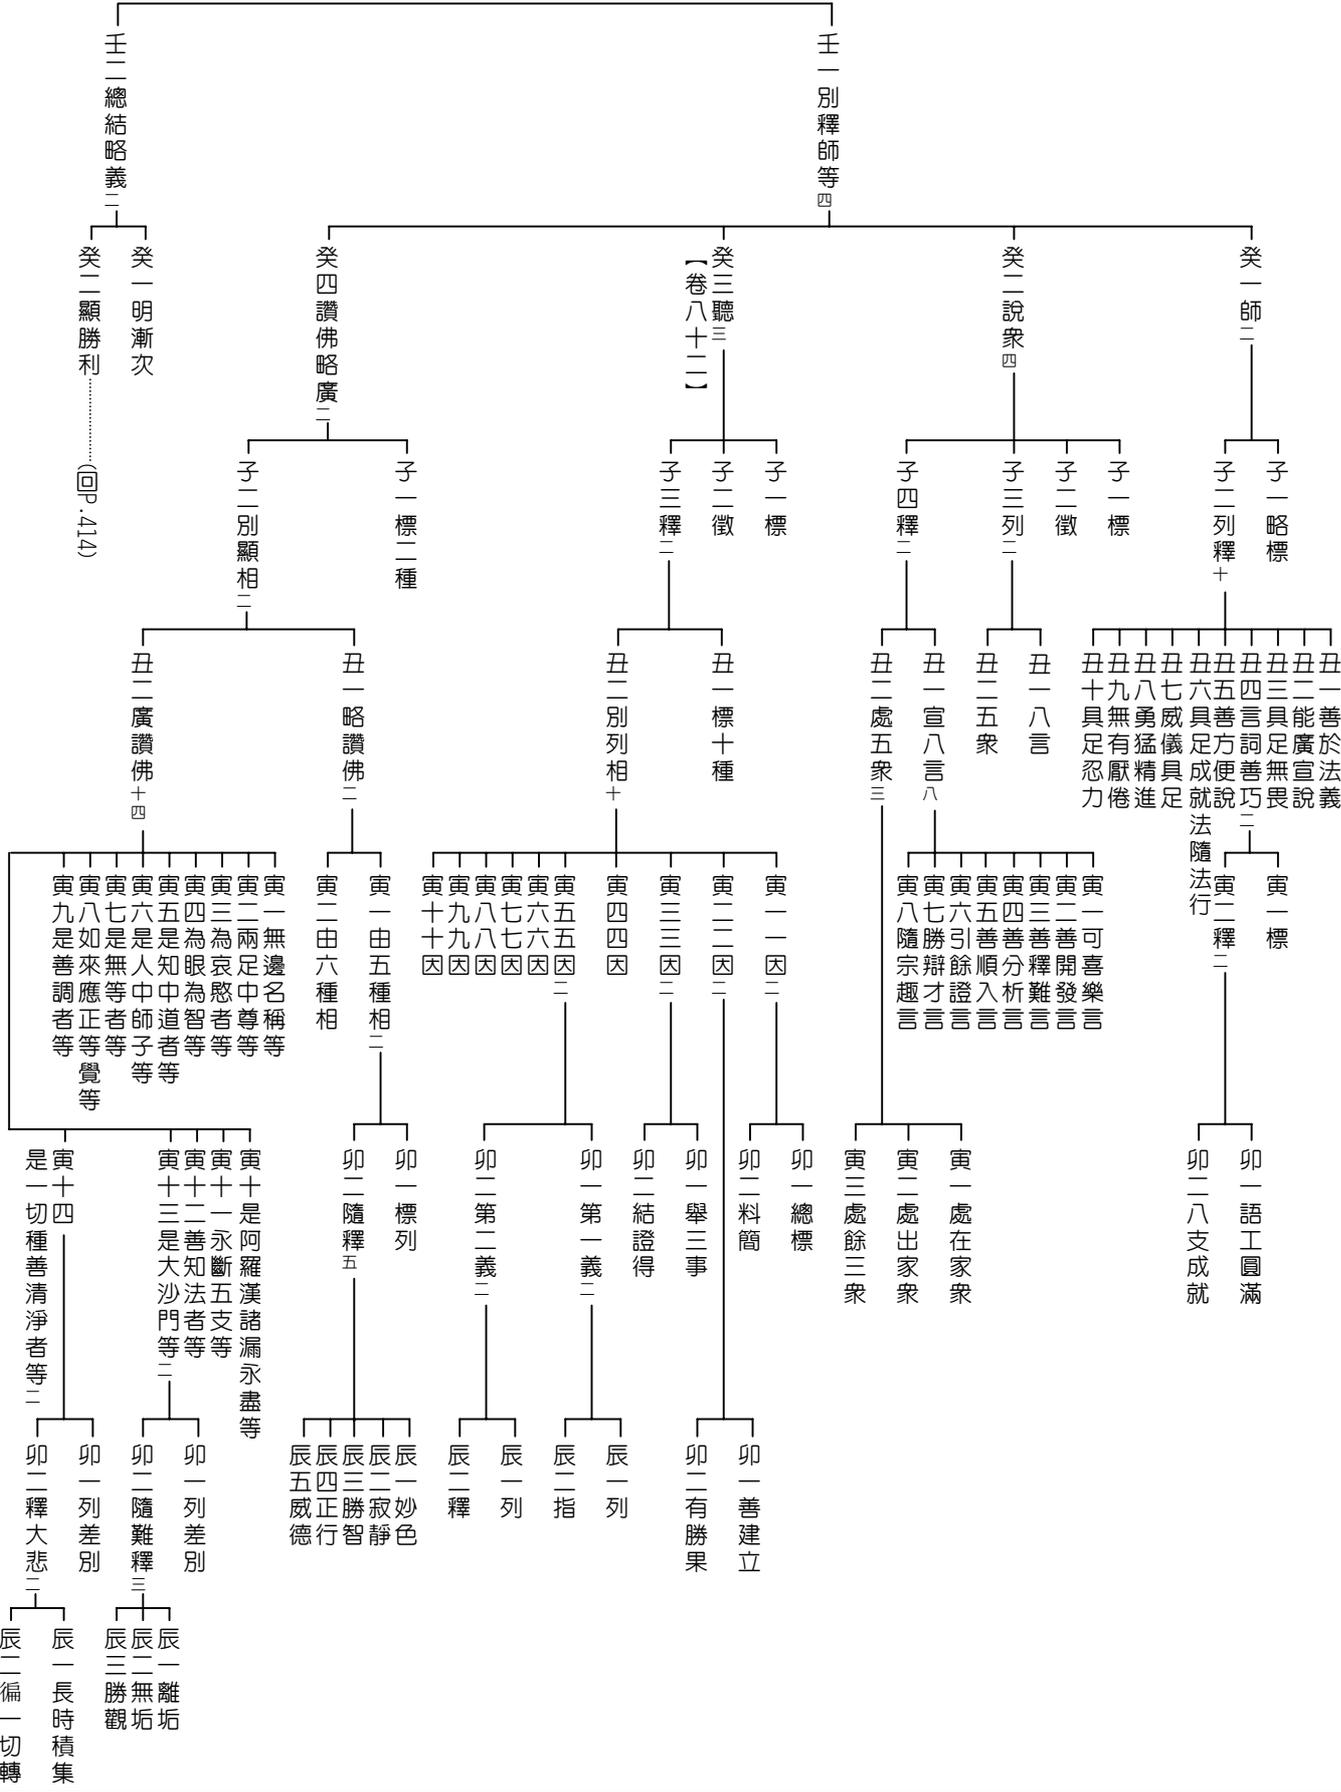 壬一別釋師等四
癸一師二
子一略標
子二列釋十
丑一善於法義
丑二能廣宣說
丑三具足無畏
丑四言詞善巧二
寅一標
寅二釋二
卯一語工圓滿
卯二八支成就
丑五善方便說
丑六具足成就法隨法行
丑七威儀具足
丑八勇猛精進
丑九無有厭倦
丑十具足忍力
癸二說衆四
子一標
子二徵
子三列二
丑一八言
丑二五衆
子四釋二
丑一宣八言八
寅一可喜樂言
寅二善開發言
寅三善釋難言
寅四善分析言
寅五善順入言
寅六引餘證言
寅七勝辯才言
寅八隨宗趣言
丑二處五衆三
寅一處在家衆
寅二處出家衆
寅三處餘三衆
癸三聽三
【卷八十二】
子一標
子二徵
子三釋二
丑一標十種
丑二別列相十
寅一一因二
卯一總標
卯二料簡
寅二二因二
卯一善建立
卯二有勝果
寅三三因二
卯一舉三事
卯二結證得
寅四四因
寅五五因二
卯一第一義二
辰一列
辰二指
卯二第二義二
辰一列
辰二釋
寅六六因
寅七七因
寅八八因
寅九九因
寅十十因
癸四讚佛略廣二
子一標二種
子二別顯相二
丑一略讚佛二
寅一由五種相二
卯一標列
卯二隨釋五
辰一妙色
辰二寂靜
辰三勝智
辰四正行
辰五威德
寅二由六種相
丑二廣讚佛十四
寅一無邊名稱等
寅二兩足中尊等
寅三為哀愍者等
寅四為眼為智等
寅五是知中道者等
寅六是人中師子等
寅七是無等者等
寅八如來應正等覺等
寅九是善調者等
寅十是阿羅漢諸漏永盡等
寅十一永斷五支等
寅十二善知法者等
寅十三是大沙門等二
卯一列差別
卯二隨難釋三
辰一離垢
辰二無垢
辰三勝觀
寅十四
是一切種善清淨者等二
卯一列差別
卯二釋大悲二
辰一長時積集
辰二徧一切轉
壬二總結略義二
癸一明漸次
癸二顯勝利…………(回P.414)